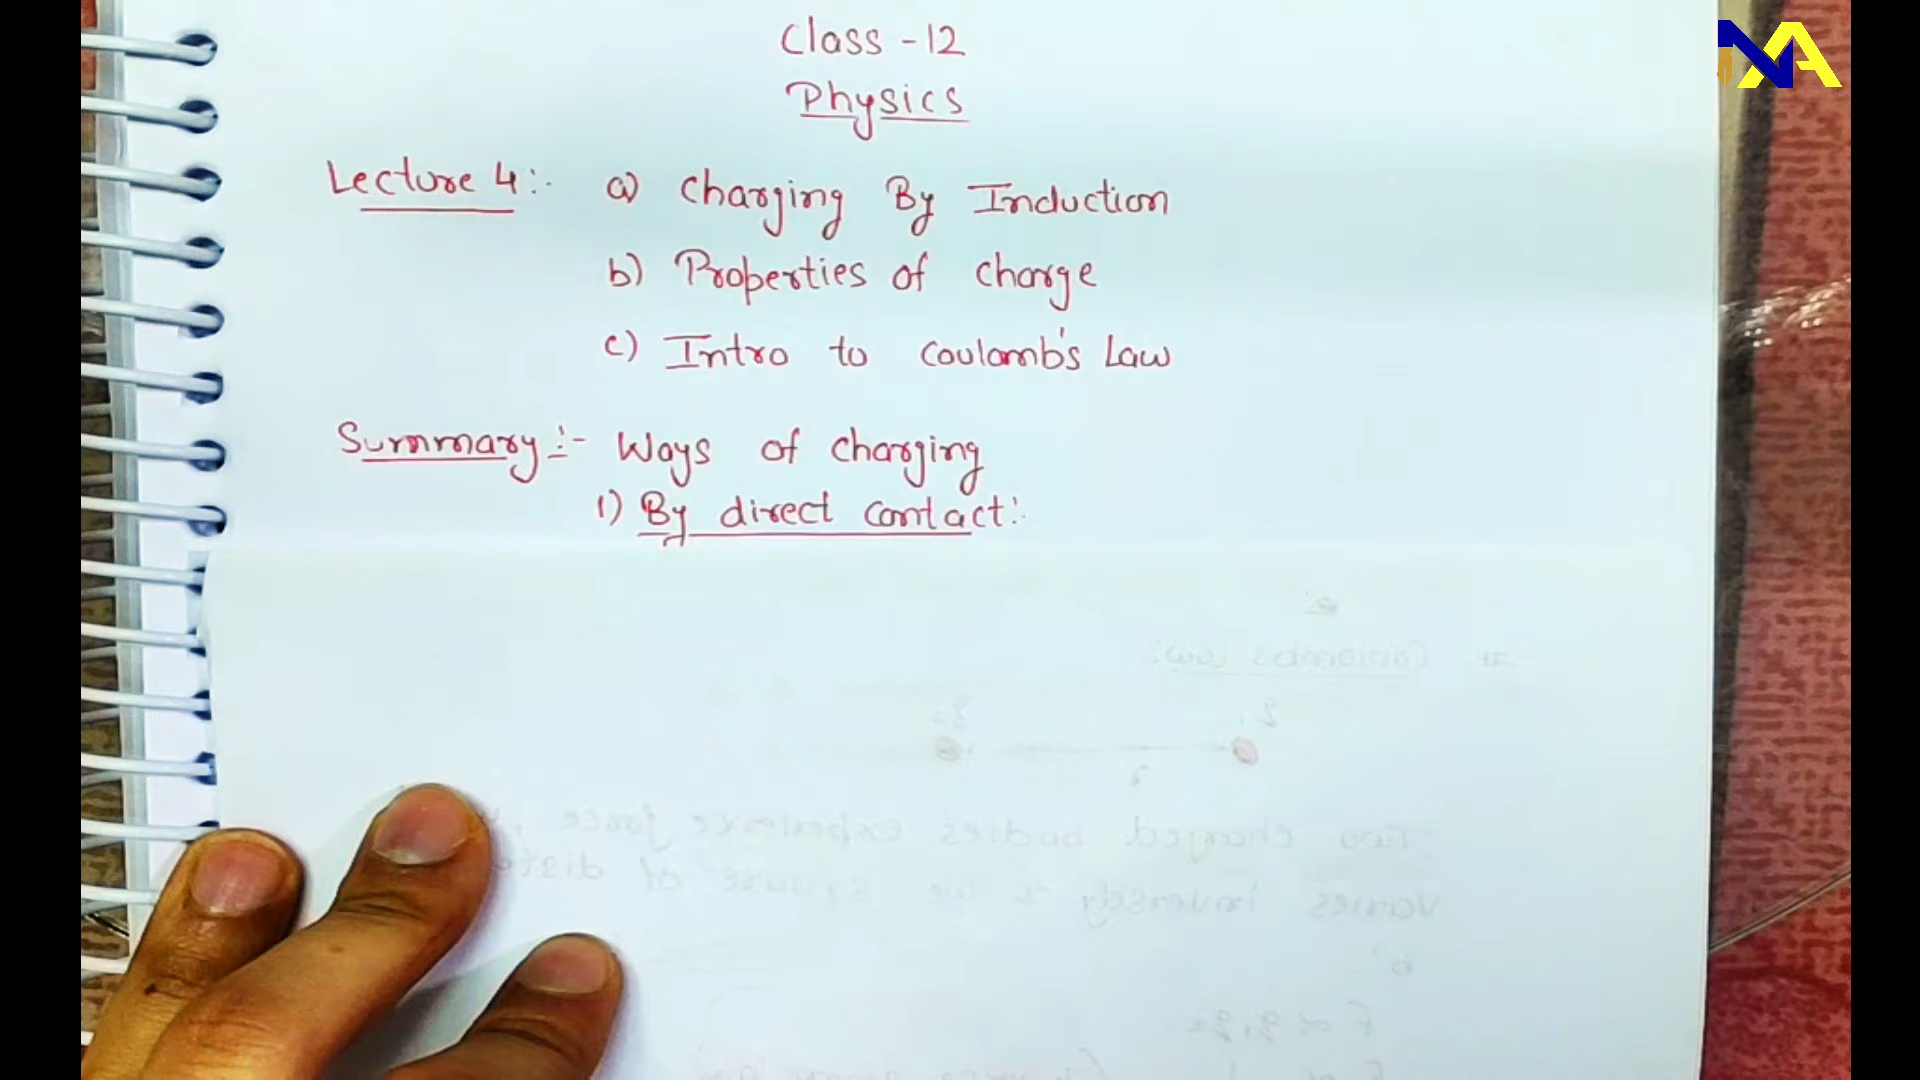 Class - 12
Physics
Lecture 4:- a) Charging By Induction
b) Properties of charge
c) Intro to Coulomb's Law
Summary :- Ways of charging
1) By direct contact:
NA